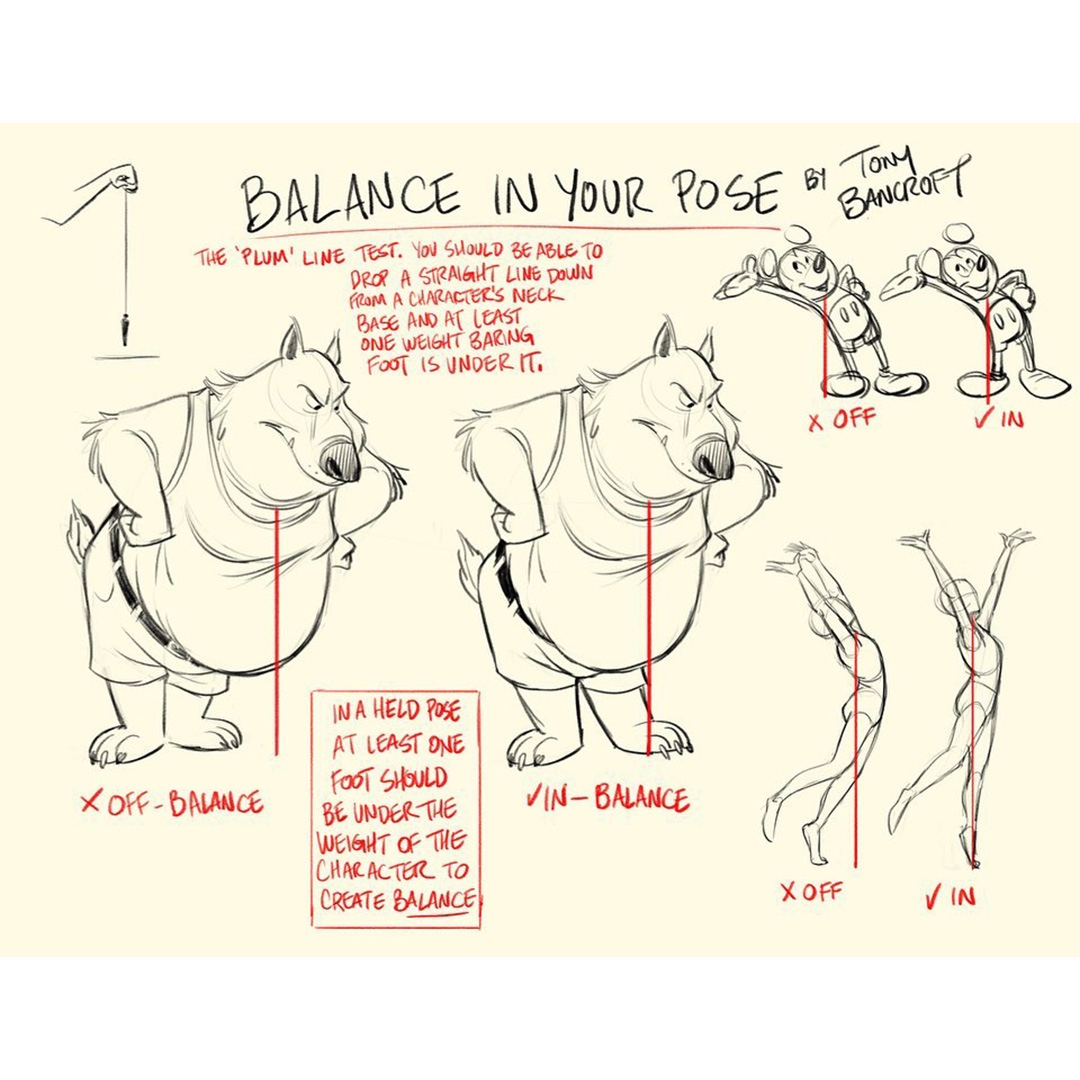 BALANCE IN YOUR POSE BY TONY
BANCROFT
THE 'PLUM' LINE TEST. YOU SHOULD BE ABLE TO
DROP A STRAIGHT LINE DOWN
FROM A CHARACTER'S NECK
BASE AND AT LEAST
ONE WEIGHT BARING
FOOT IS UNDER IT.
X OFF
✓ IN
X OFF-BALANCE
✓IN-BALANCE
IN A HELD POSE
AT LEAST ONE
FOOT SHOULD
BE UNDER THE
WEIGHT OF THE
CHARACTER TO
CREATE BALANCE
X OFF
✓ IN